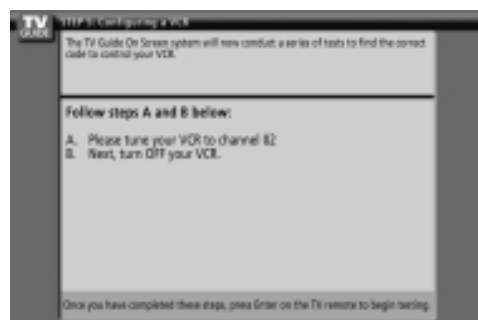 TV
GUIDE
STEP 5: Configuring a VCR
The TV Guide On Screen system will now conduct a series of tests to find the correct
code to control your VCR.
Follow steps A and B below:
A. Please tune your VCR to channel 02
B. Next, turn OFF your VCR.
Once you have completed these steps, press Enter on the TV remote to begin testing.